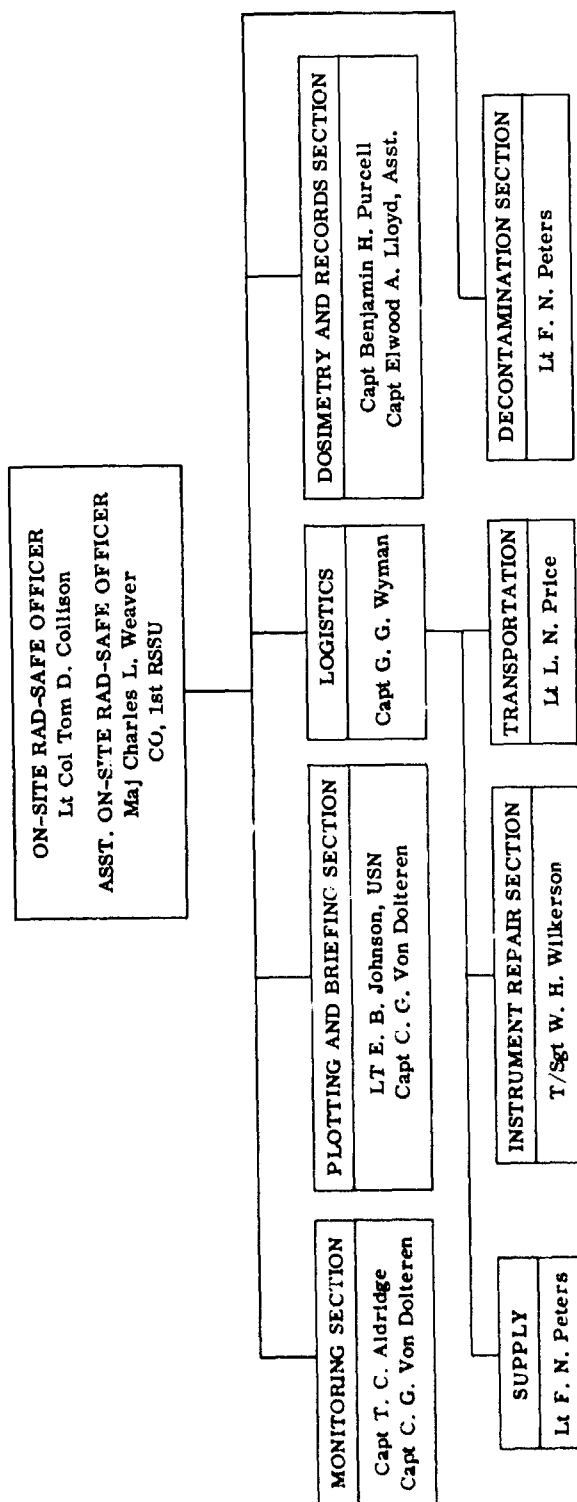 ON-SITE RAD-SAFE OFFICER
Lt Col Tom D. Collison
ASST. ON-SITE RAD-SAFE OFFICER
Maj Charles L. Weaver
CO, 1st RSSU
MONITORING SECTION
Capt T. C. Aldridge
Capt C. G. Von Dolteren
PLOTTING AND BRIEFING SECTION
LT E. B. Johnson, USN
Capt C. G. Von Dolteren
LOGISTICS
Capt G. G. Wyman
DOSIMETRY AND RECORDS SECTION
Capt Benjamin H. Purcell
Capt Elwood A. Lloyd, Asst.
SUPPLY
Lt F. N. Peters
INSTRUMENT REPAIR SECTION
T/Sgt W. H. Wilkerson
TRANSPORTATION
Lt L. N. Price
DECONTAMINATION SECTION
Lt F. N. Peters